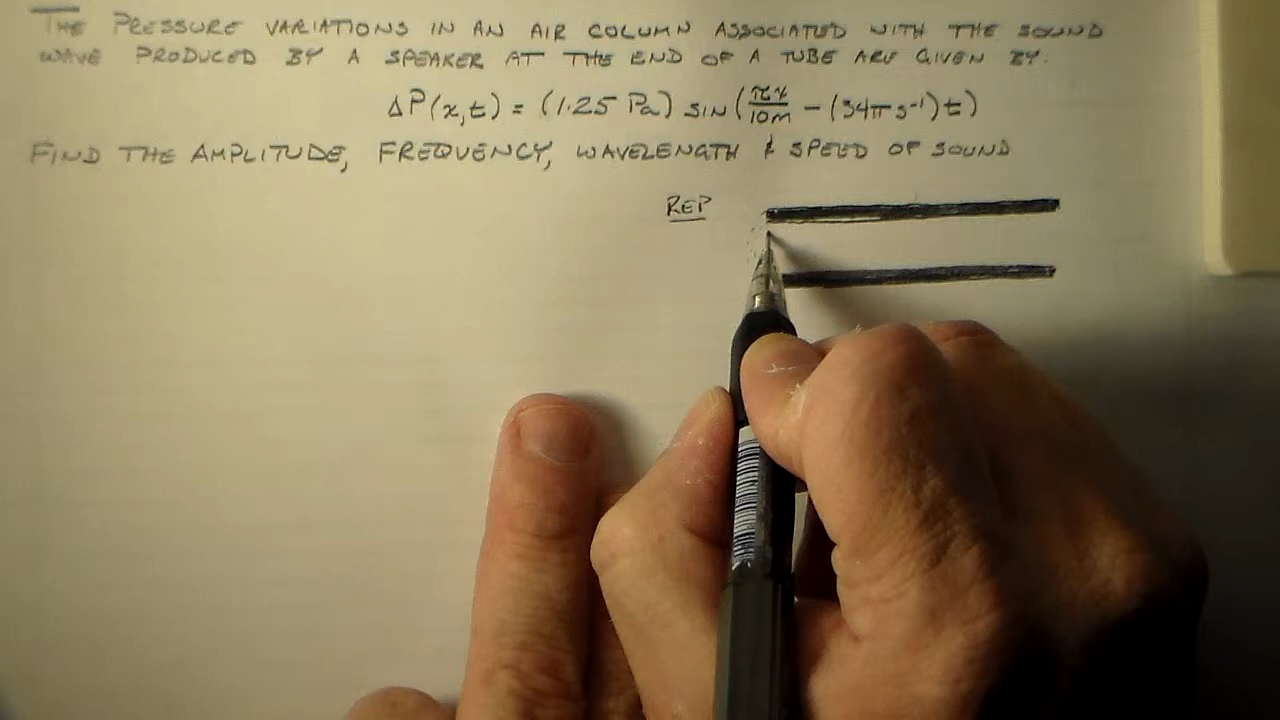 THE PRESSURE VARIATIONS IN AN AIR COLUMN ASSOCIATED WITH THE SOUND
WAVE PRODUCED BY A SPEAKER AT THE END OF A TUBE ARE GIVEN BY:
ΔP(x,t) = (1.25 Pa) SIN(πx/10m - (34π s⁻¹)t)
FIND THE AMPLITUDE, FREQUENCY, WAVELENGTH & SPEED OF SOUND
REP